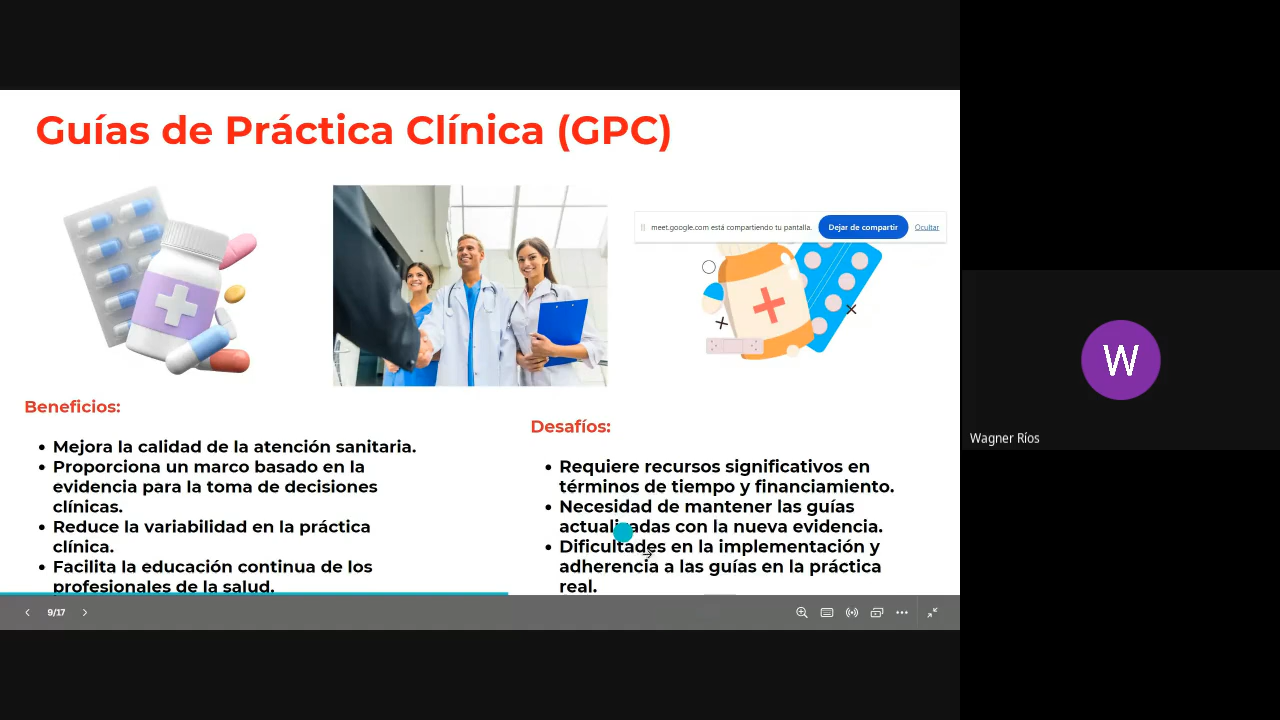 Guías de Práctica Clínica (GPC)
meet.google.com está compartiendo tu pantalla.
Dejar de compartir
Ocultar
Beneficios:
Mejora la calidad de la atención sanitaria.
Proporciona un marco basado en la
evidencia para la toma de decisiones
clínicas.
Reduce la variabilidad en la práctica
clínica.
Facilita la educación continua de los
profesionales de la salud.
Desafíos:
Requiere recursos significativos en
términos de tiempo y financiamiento.
Necesidad de mantener las guías
actualizadas con la nueva evidencia.
Dificultades en la implementación y
adherencia a las guías en la práctica
real.
9/17
W
Wagner Ríos